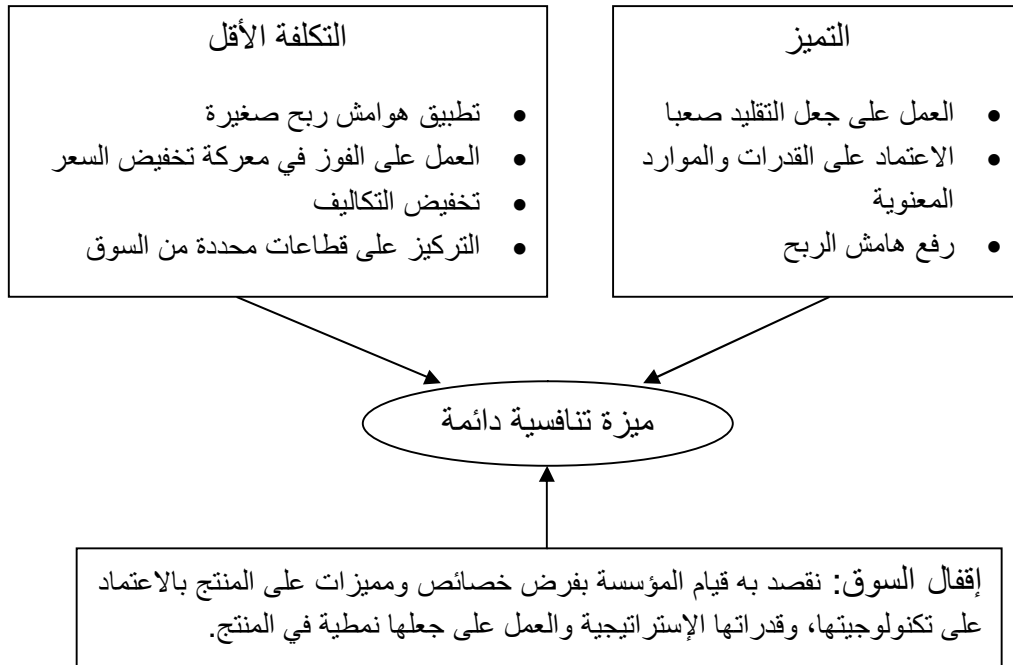 التميز
• العمل على جعل التقليد صعبا
• الاعتماد على القدرات والموارد
المعنوية
• رفع هامش الربح
التكلفة الأقل
• تطبيق هوامش ربح صغيرة
• العمل على الفوز في معركة تخفيض السعر
• تخفيض التكاليف
• التركيز على قطاعات محددة من السوق
ميزة تنافسية دائمة
إقفال السوق: نقصد به قيام المؤسسة بفرض خصائص ومميزات على المنتج بالاعتماد
على تكنولوجيتها، وقدراتها الإستراتيجية والعمل على جعلها نمطية في المنتج.